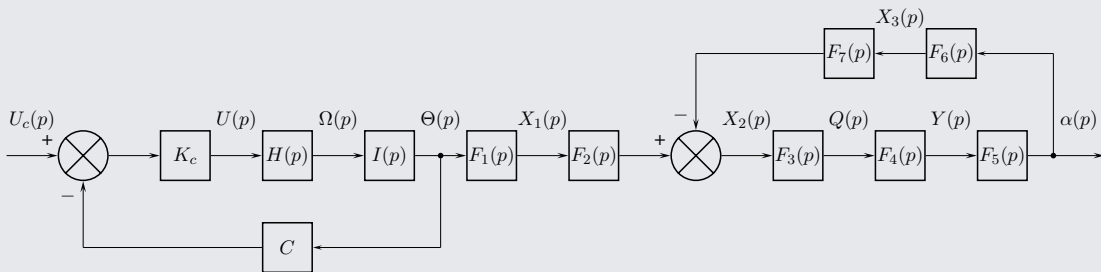 X_3(p)
F_7(p) F_6(p)
U_c(p) U(p) Ω(p) Θ(p) X_1(p) X_2(p) Q(p) Y(p) α(p)
+ − +
K_c H(p) I(p) F_1(p) F_2(p) F_3(p) F_4(p) F_5(p)
−
C